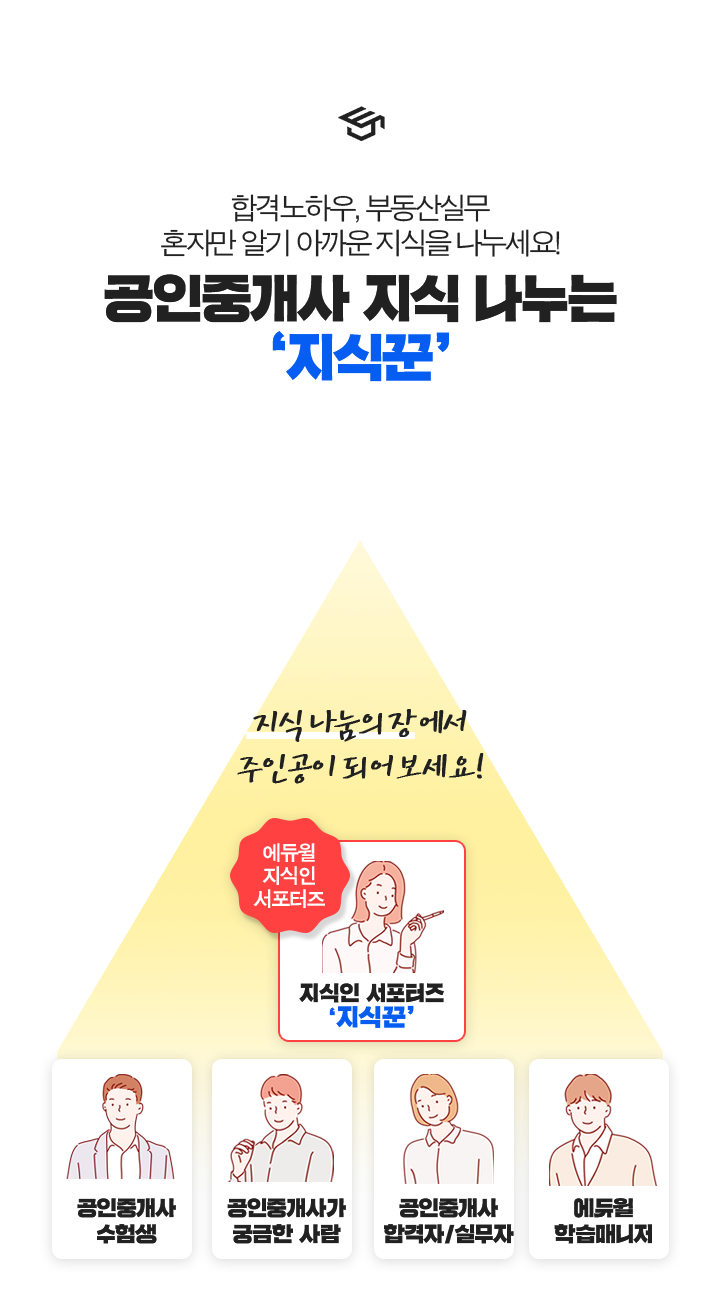 합격노하우, 부동산실무
혼자만 알기 아까운 지식을 나누세요!
공인중개사 지식 나누는
‘지식꾼’
지식 나눔의 장에서
주인공이 되어보세요!
에듀윌
지식인
서포터즈
지식인 서포터즈
‘지식꾼’
공인중개사
수험생
공인중개사가
궁금한 사람
공인중개사
합격자/실무자
에듀윌
학습매니저